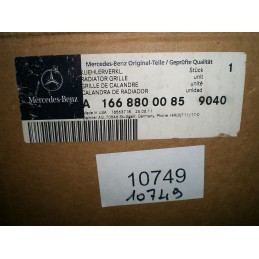 Mercedes-Benz
Mercedes-Benz Original-Teile / Geprüfte Qualität
KUEHLERVERKL. Stück 1
RADIATOR GRILLE unit
GRILLE DE CALANDRE unité
CALANDRA DE RADIADOR unidad
A 166 880 00 85 9040
10749
10749